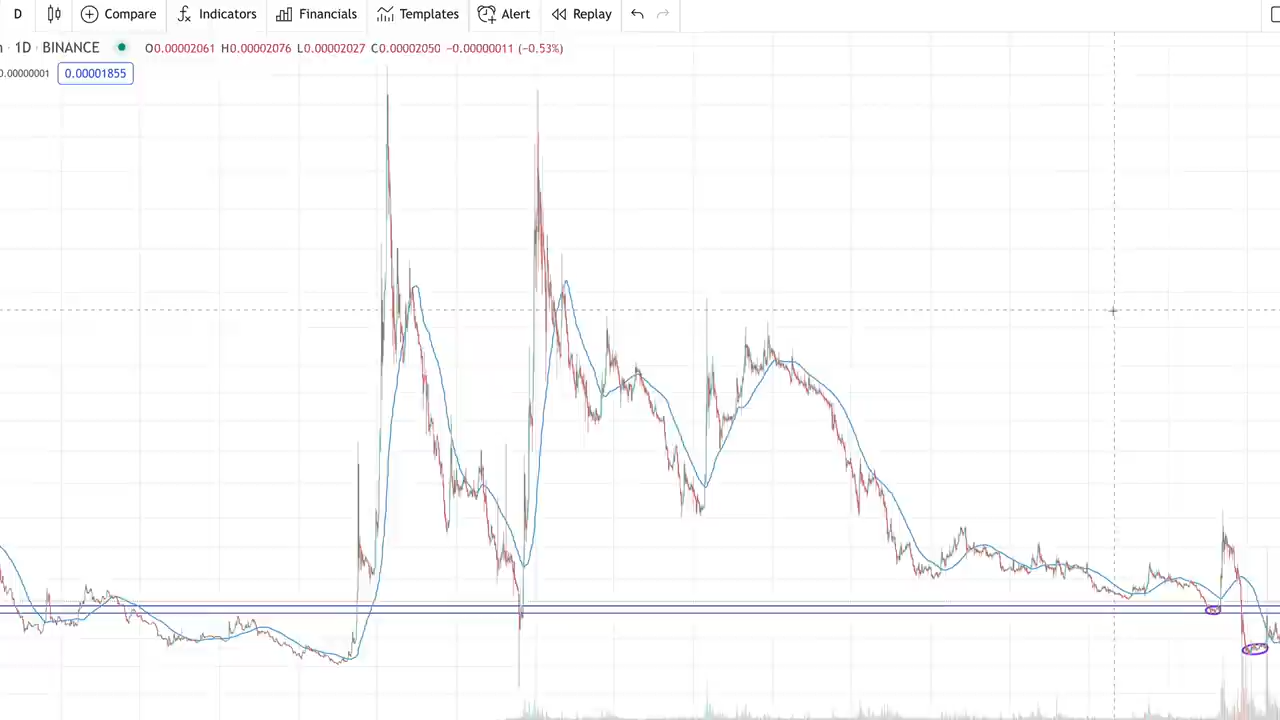 D Compare Indicators Financials Templates Alert Replay
1D · BINANCE O0.00002061 H0.00002076 L0.00002027 C0.00002050 −0.00000011 (−0.53%)
0.00000001 0.00001855